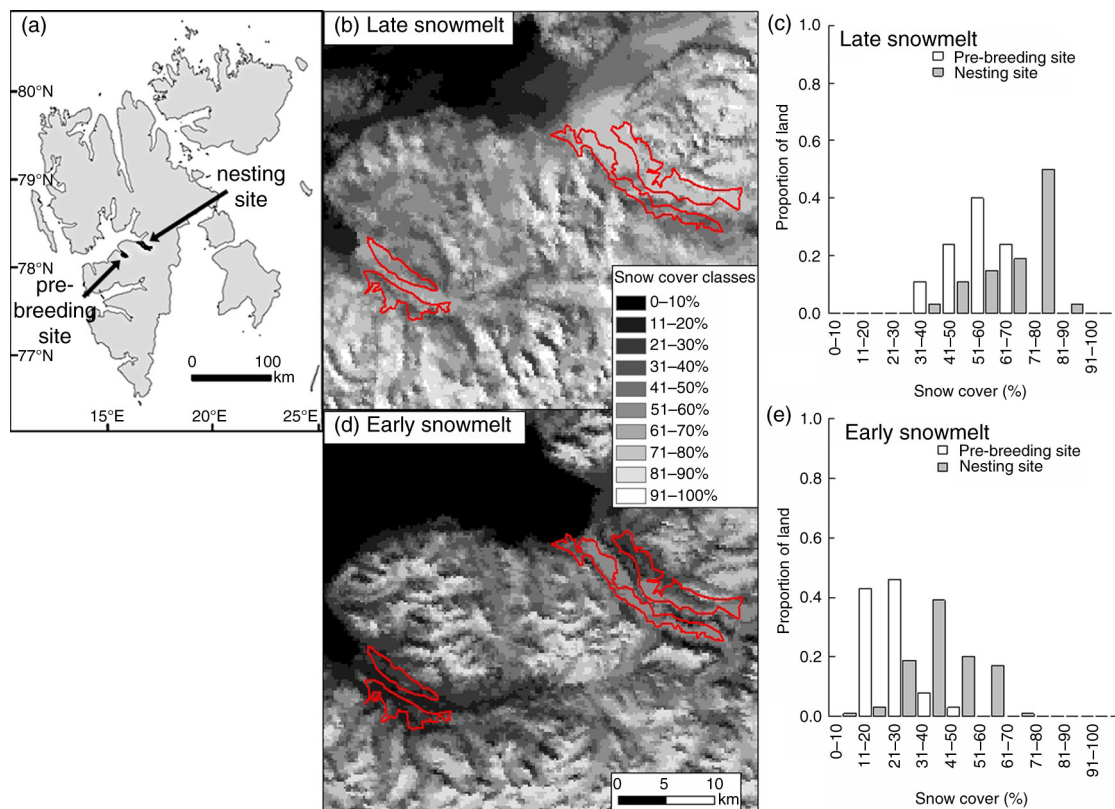 (a)
80°N
79°N
78°N
77°N
nesting
site
pre-
breeding
site
0 100
km
15°E 20°E 25°E
(b) Late snowmelt
Snow cover classes
0–10%
11–20%
21–30%
31–40%
41–50%
51–60%
61–70%
71–80%
81–90%
91–100%
(c)
Late snowmelt
Pre-breeding site
Nesting site
Proportion of land
1.0
0.8
0.6
0.4
0.2
0.0
0–10
11–20
21–30
31–40
41–50
51–60
61–70
71–80
81–90
91–100
Snow cover (%)
(d) Early snowmelt
0 5 10
km
(e)
Early snowmelt
Pre-breeding site
Nesting site
Proportion of land
1.0
0.8
0.6
0.4
0.2
0.0
0–10
11–20
21–30
31–40
41–50
51–60
61–70
71–80
81–90
91–100
Snow cover (%)